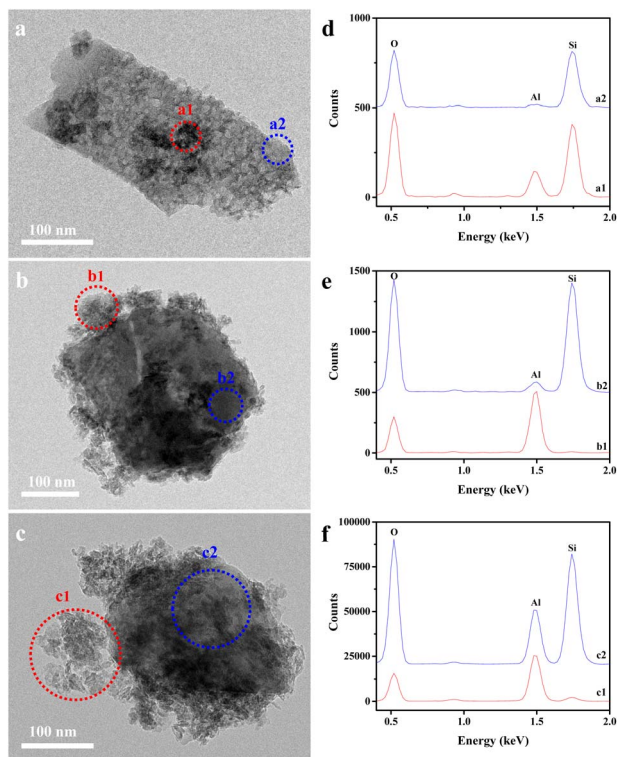 a
a1
a2
100 nm
d
1000
500
0
Counts
O
Al
Si
a2
a1
0.5
1.0
1.5
2.0
Energy (keV)
b
b1
b2
100 nm
e
1500
1000
500
0
Counts
O
Al
Si
b2
b1
0.5
1.0
1.5
2.0
Energy (keV)
c
c1
c2
100 nm
f
100000
75000
50000
25000
0
Counts
O
Al
Si
c2
c1
0.5
1.0
1.5
2.0
Energy (keV)